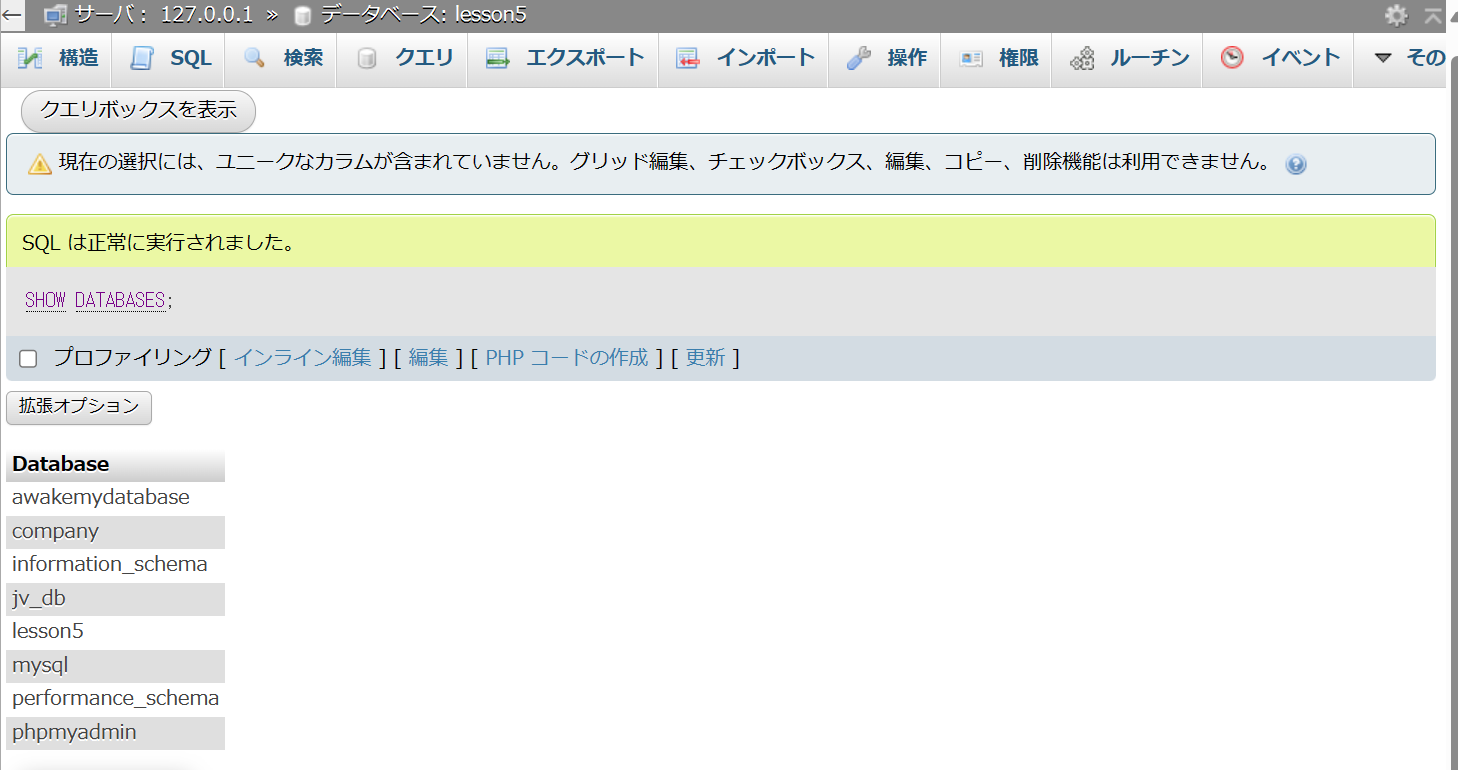 サーバ : 127.0.0.1 » データベース: lesson5
構造 SQL 検索 クエリ エクスポート インポート 操作 権限 ルーチン イベント その
クエリボックスを表示
現在の選択には、ユニークなカラムが含まれていません。グリッド編集、チェックボックス、編集、コピー、削除機能は利用できません。
SQL は正常に実行されました。
SHOW DATABASES;
プロファイリング [ インライン編集 ] [ 編集 ] [ PHP コードの作成 ] [ 更新 ]
拡張オプション
Database
awakemydatabase
company
information_schema
jv_db
lesson5
mysql
performance_schema
phpmyadmin